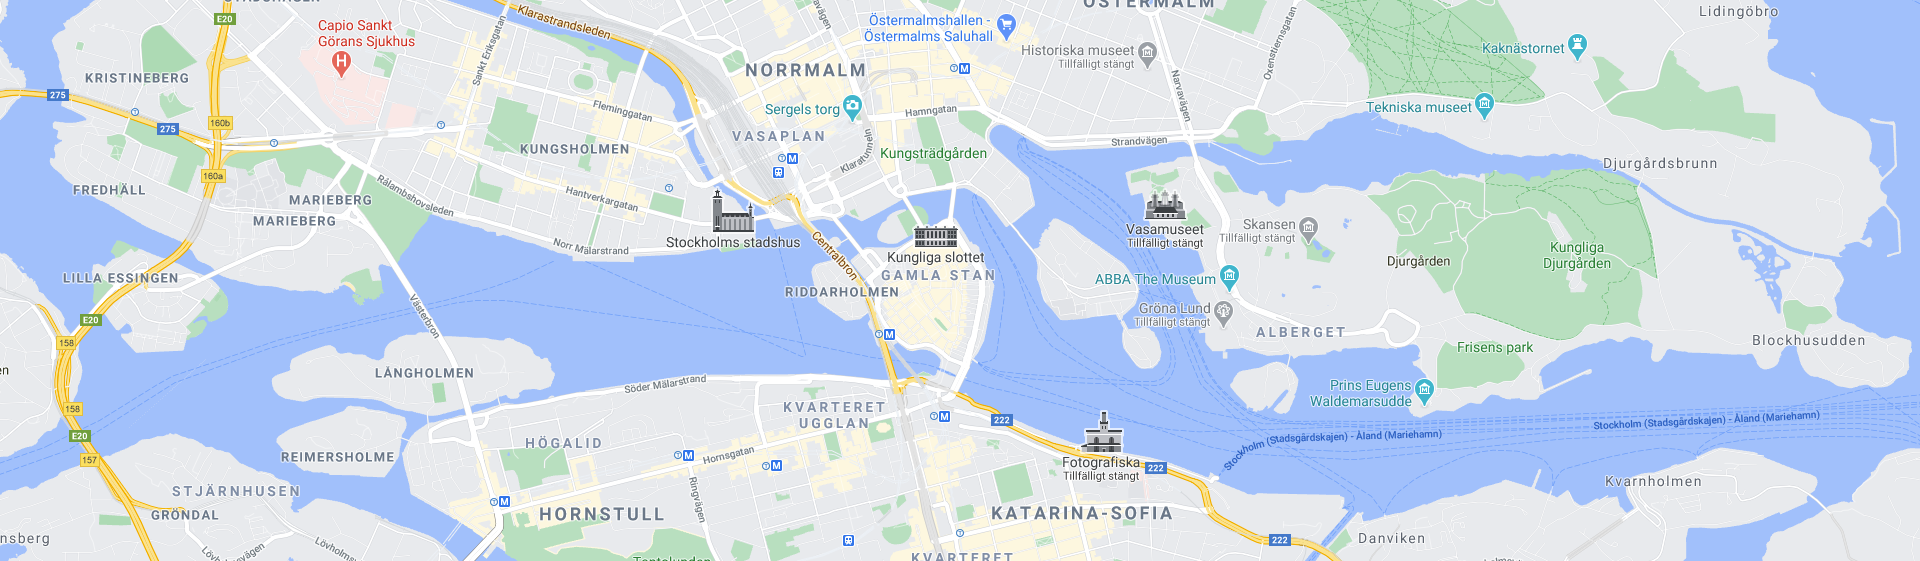 E20
Klarastrandsleden
Valhallavägen
ÖSTERMALM
Lidingöbro
Capio Sankt
Görans Sjukhus
H
Sankt Eriksgatan
Östermalmshallen -
Östermalms Saluhall
Historiska museet
Tillfälligt stängt
Oxenstiernsgatan
Kaknästornet
KRISTINEBERG
NORRMALM
M
Narvavägen
275
Fleminggatan
Sergels torg
Hamngatan
Tekniska museet
160b
275
VASAPLAN
Strandvägen
KUNGSHOLMEN
Klaratunneln
Kungsträdgården
M
Djurgårdsbrunn
160a
FREDHÄLL
Rålambshovsleden
Hantverkargatan
MARIEBERG
MARIEBERG
Norr Mälarstrand
Stockholms stadshus
Centralbron
Kungliga slottet
GAMLA STAN
Vasamuseet
Tillfälligt stängt
Skansen
Tillfälligt stängt
Djurgården
Kungliga
Djurgården
LILLA ESSINGEN
RIDDARHOLMEN
ABBA The Museum
Gröna Lund
Tillfälligt stängt
E20
Västerbron
M
ALBERGET
158
Frisens park
Blockhusudden
en
LÅNGHOLMEN
Söder Mälarstrand
Prins Eugens
Waldemarsudde
158
KVARTERET
UGGLAN
M
222
Stockholm (Stadsgårdskajen) - Åland (Mariehamn)
Stockholm (Stadsgårdskajen) - Åland (Mariehamn)
E20
HÖGALID
157
REIMERSHOLME
M
Hornsgatan
M
Fotografiska
Tillfälligt stängt
222
STJÄRNHUSEN
Ringvägen
Kvarnholmen
M
GRÖNDAL
HORNSTULL
KATARINA-SOFIA
nsberg
Lövholmsv
222
Danviken
KVARTERET
Tantolunden